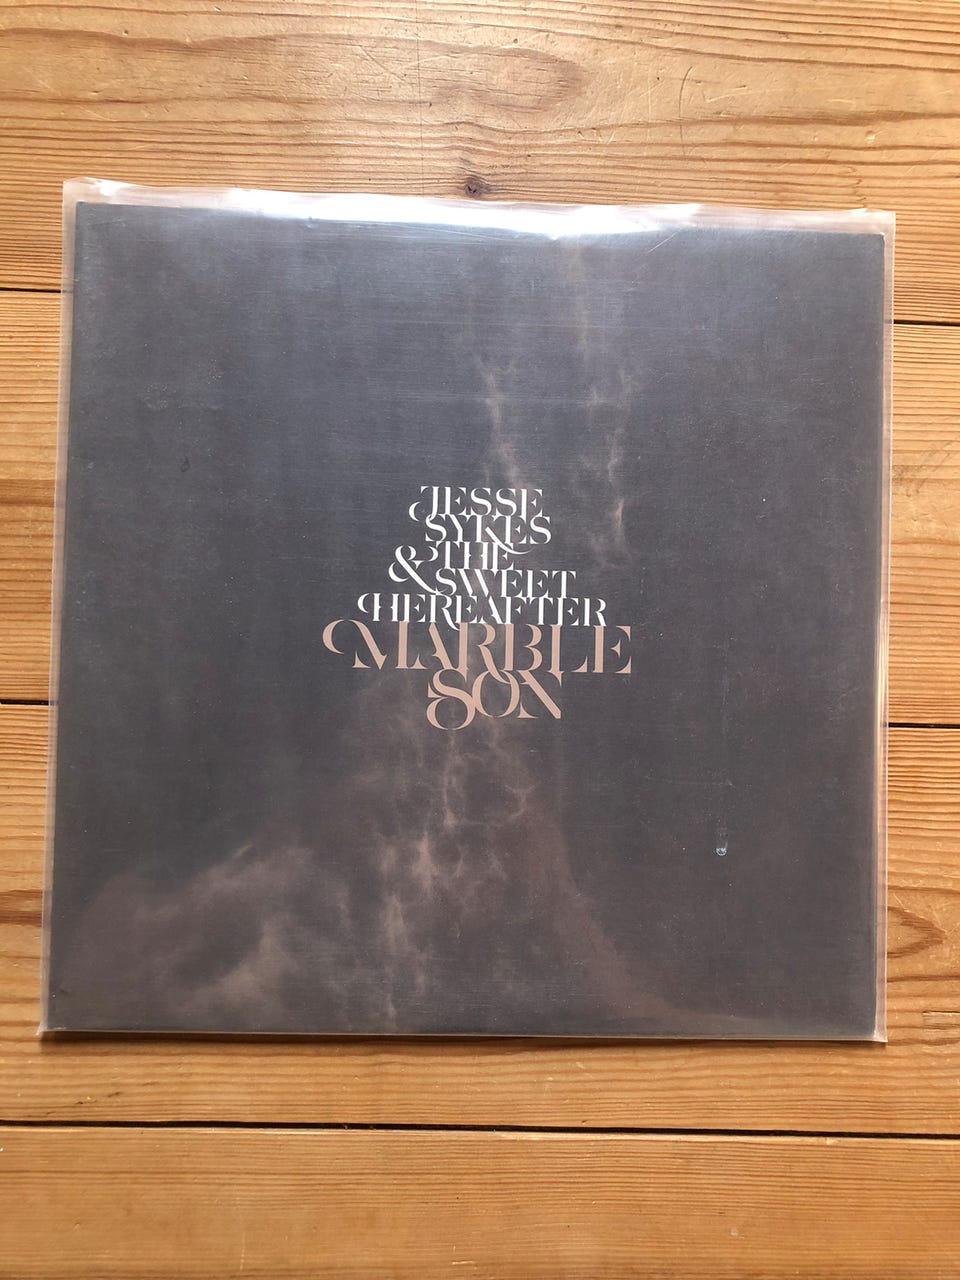 JESSE
SYKES
& THE
SWEET
HEREAFTER
MARBLE
SON